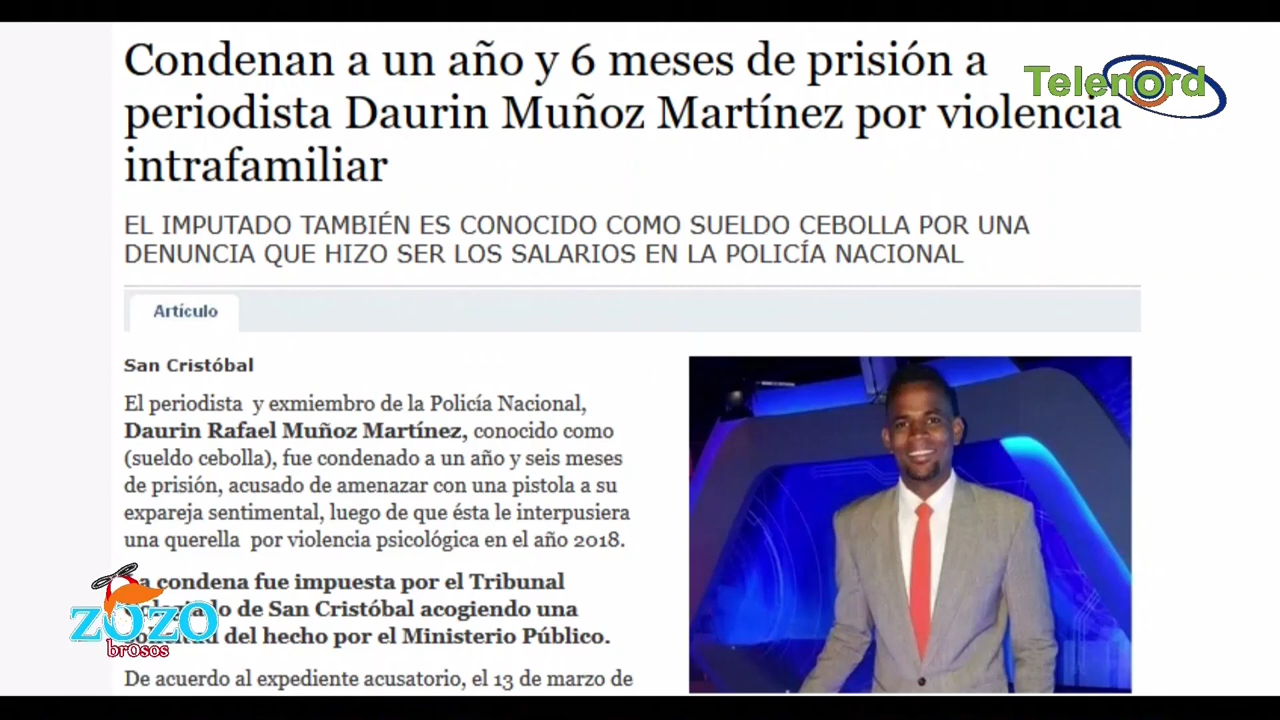 Condenan a un año y 6 meses de prisión a
periodista Daurin Muñoz Martínez por violencia
intrafamiliar
Telenord
EL IMPUTADO TAMBIÉN ES CONOCIDO COMO SUELDO CEBOLLA POR UNA
DENUNCIA QUE HIZO SER LOS SALARIOS EN LA POLICÍA NACIONAL
Artículo
San Cristóbal
El periodista y exmiembro de la Policía Nacional,
Daurin Rafael Muñoz Martínez, conocido como
(sueldo cebolla), fue condenado a un año y seis meses
de prisión, acusado de amenazar con una pistola a su
expareja sentimental, luego de que ésta le interpusiera
una querella por violencia psicológica en el año 2018.
La condena fue impuesta por el Tribunal
de San Cristóbal acogiendo una
del hecho por el Ministerio Público.
De acuerdo al expediente acusatorio, el 13 de marzo de
ZOZO
brosos